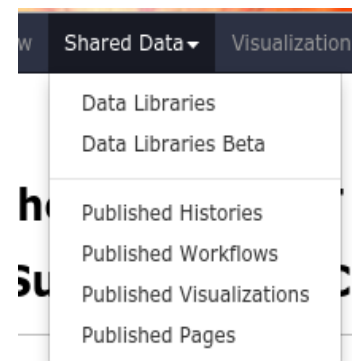 w Shared Data Visualization
Data Libraries
Data Libraries Beta
Published Histories
Published Workflows
Published Visualizations
Published Pages